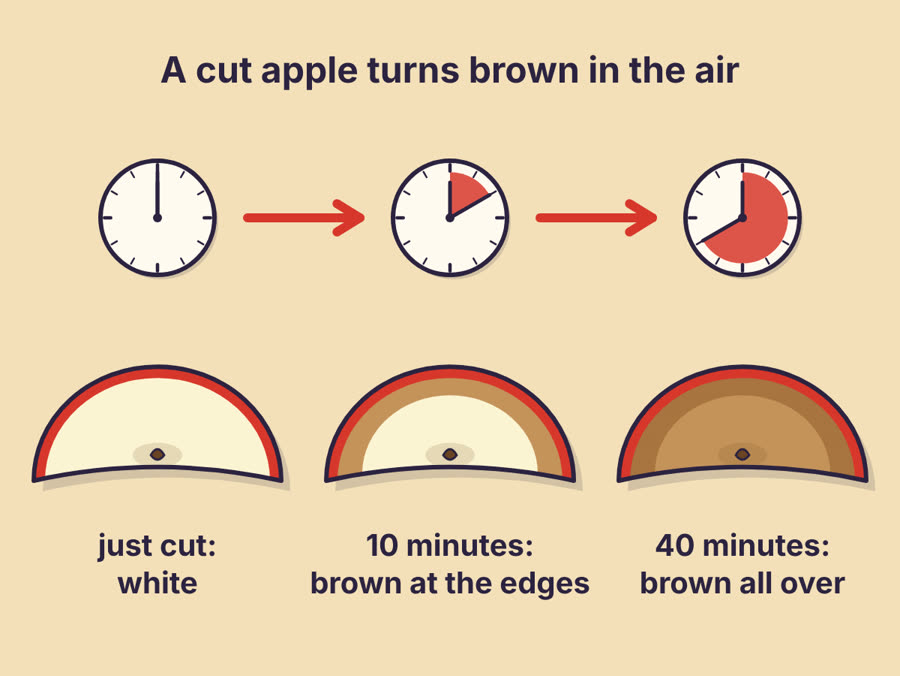 A cut apple turns brown in the air
just cut:
white
10 minutes:
brown at the edges
40 minutes:
brown all over